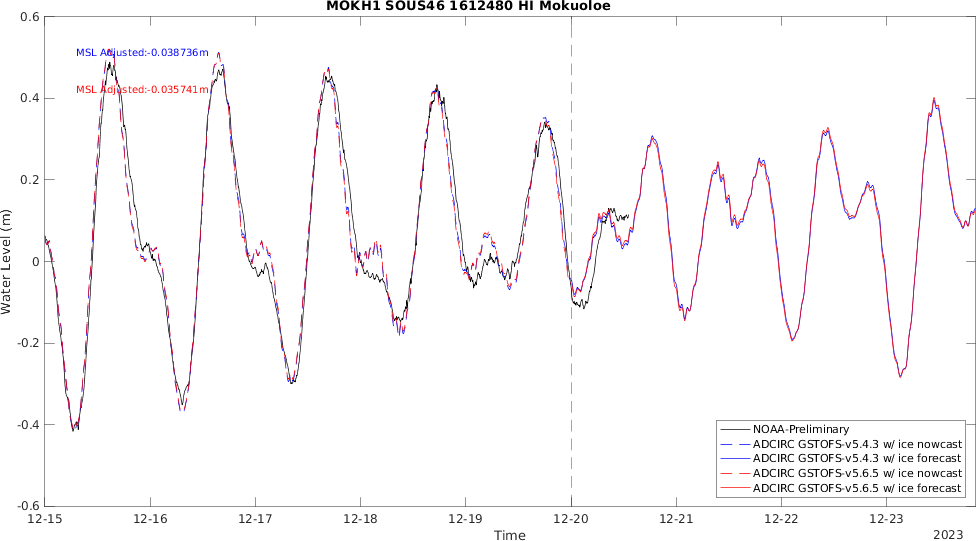 MOKH1 SOUS46 1612480 HI Mokuoloe
0.6
MSL Adjusted:-0.038736m
MSL Adjusted:-0.035741m
0.4
0.2
Water Level (m)
0
-0.2
-0.4
-0.6
NOAA-Preliminary
ADCIRC GSTOFS-v5.4.3 w/ ice nowcast
ADCIRC GSTOFS-v5.4.3 w/ ice forecast
ADCIRC GSTOFS-v5.6.5 w/ ice nowcast
ADCIRC GSTOFS-v5.6.5 w/ ice forecast
12-15 12-16 12-17 12-18 12-19 12-20 12-21 12-22 12-23
Time
2023